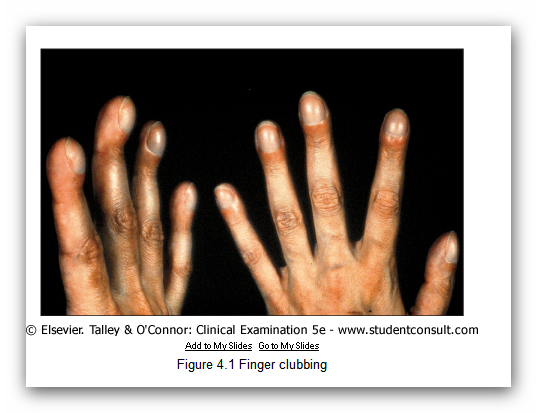 © Elsevier. Talley & O'Connor: Clinical Examination 5e - www.studentconsult.com
Add to My Slides Go to My Slides
Figure 4.1 Finger clubbing